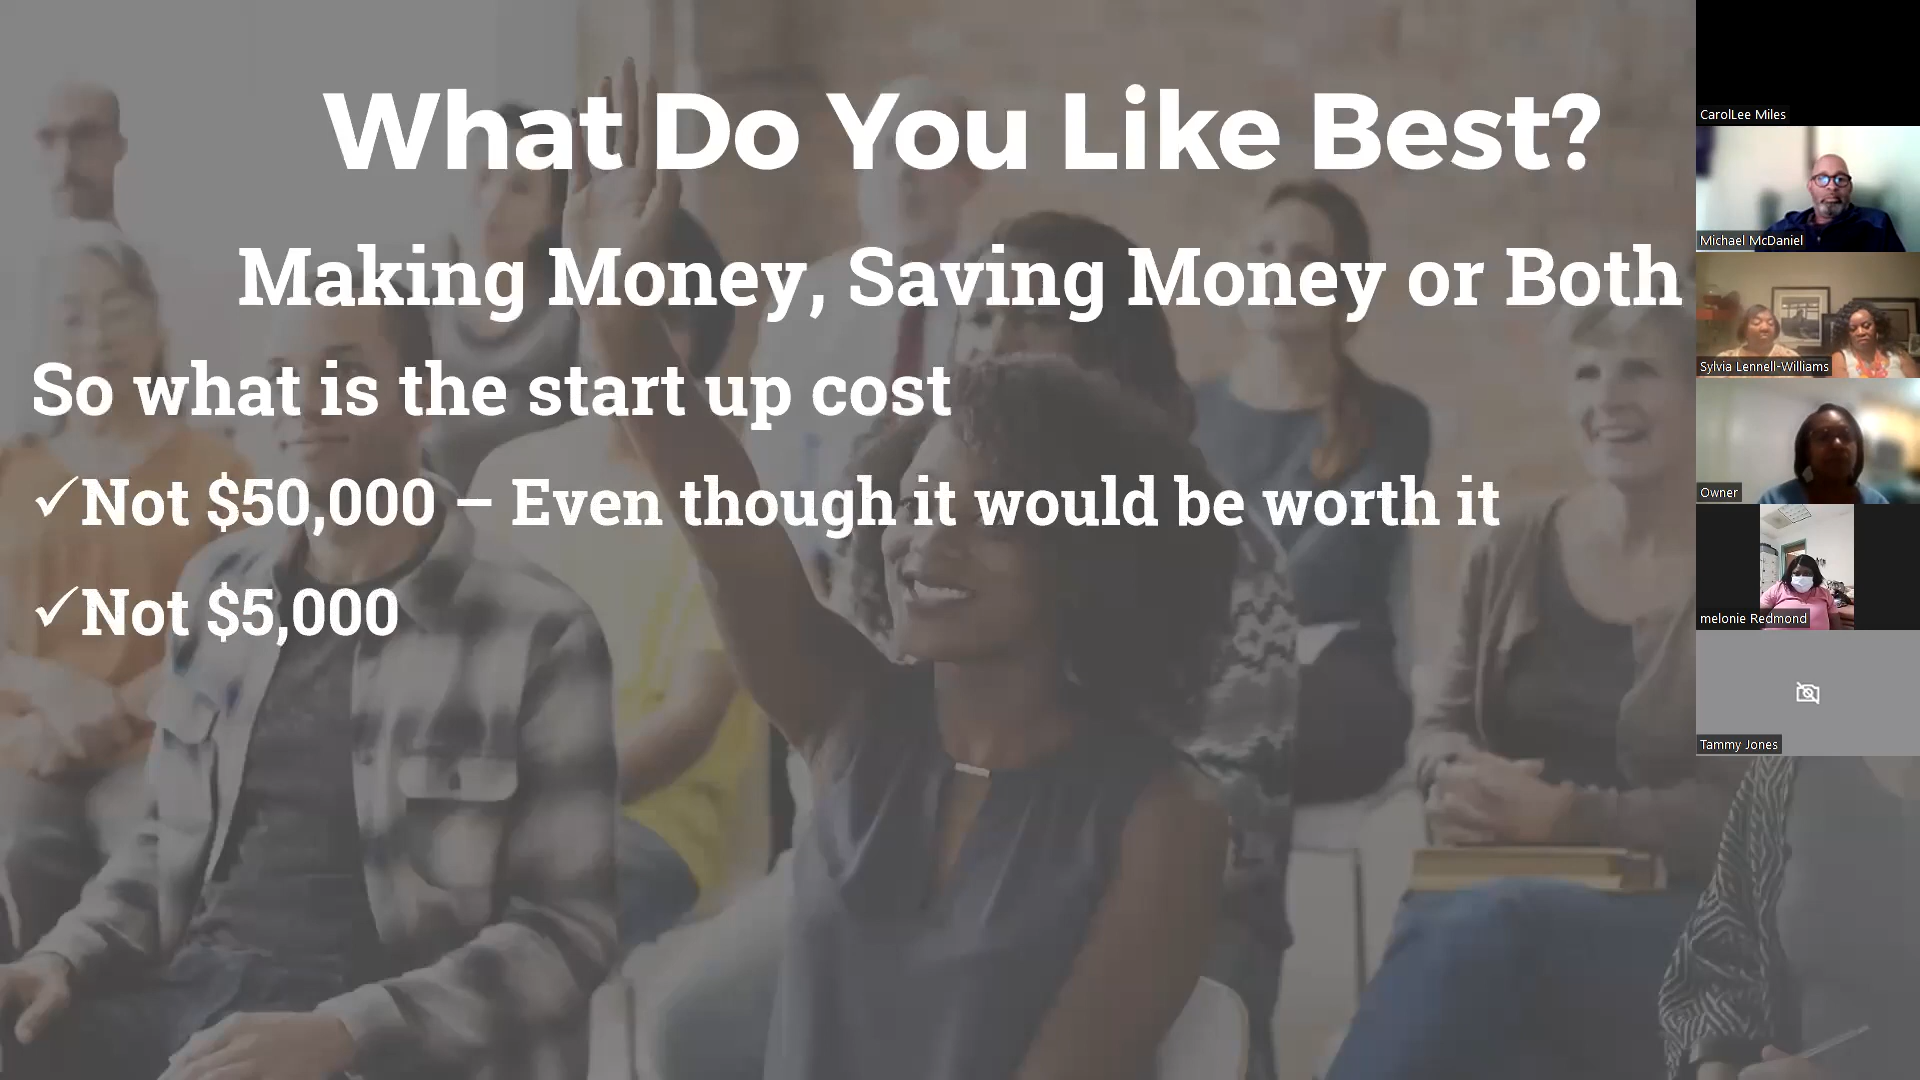 What Do You Like Best?
Making Money, Saving Money or Both
So what is the start up cost
✓Not $50,000 – Even though it would be worth it
✓Not $5,000
CarolLee Miles
Michael McDaniel
Sylvia Lennell-Williams
Owner
melonie Redmond
Tammy Jones